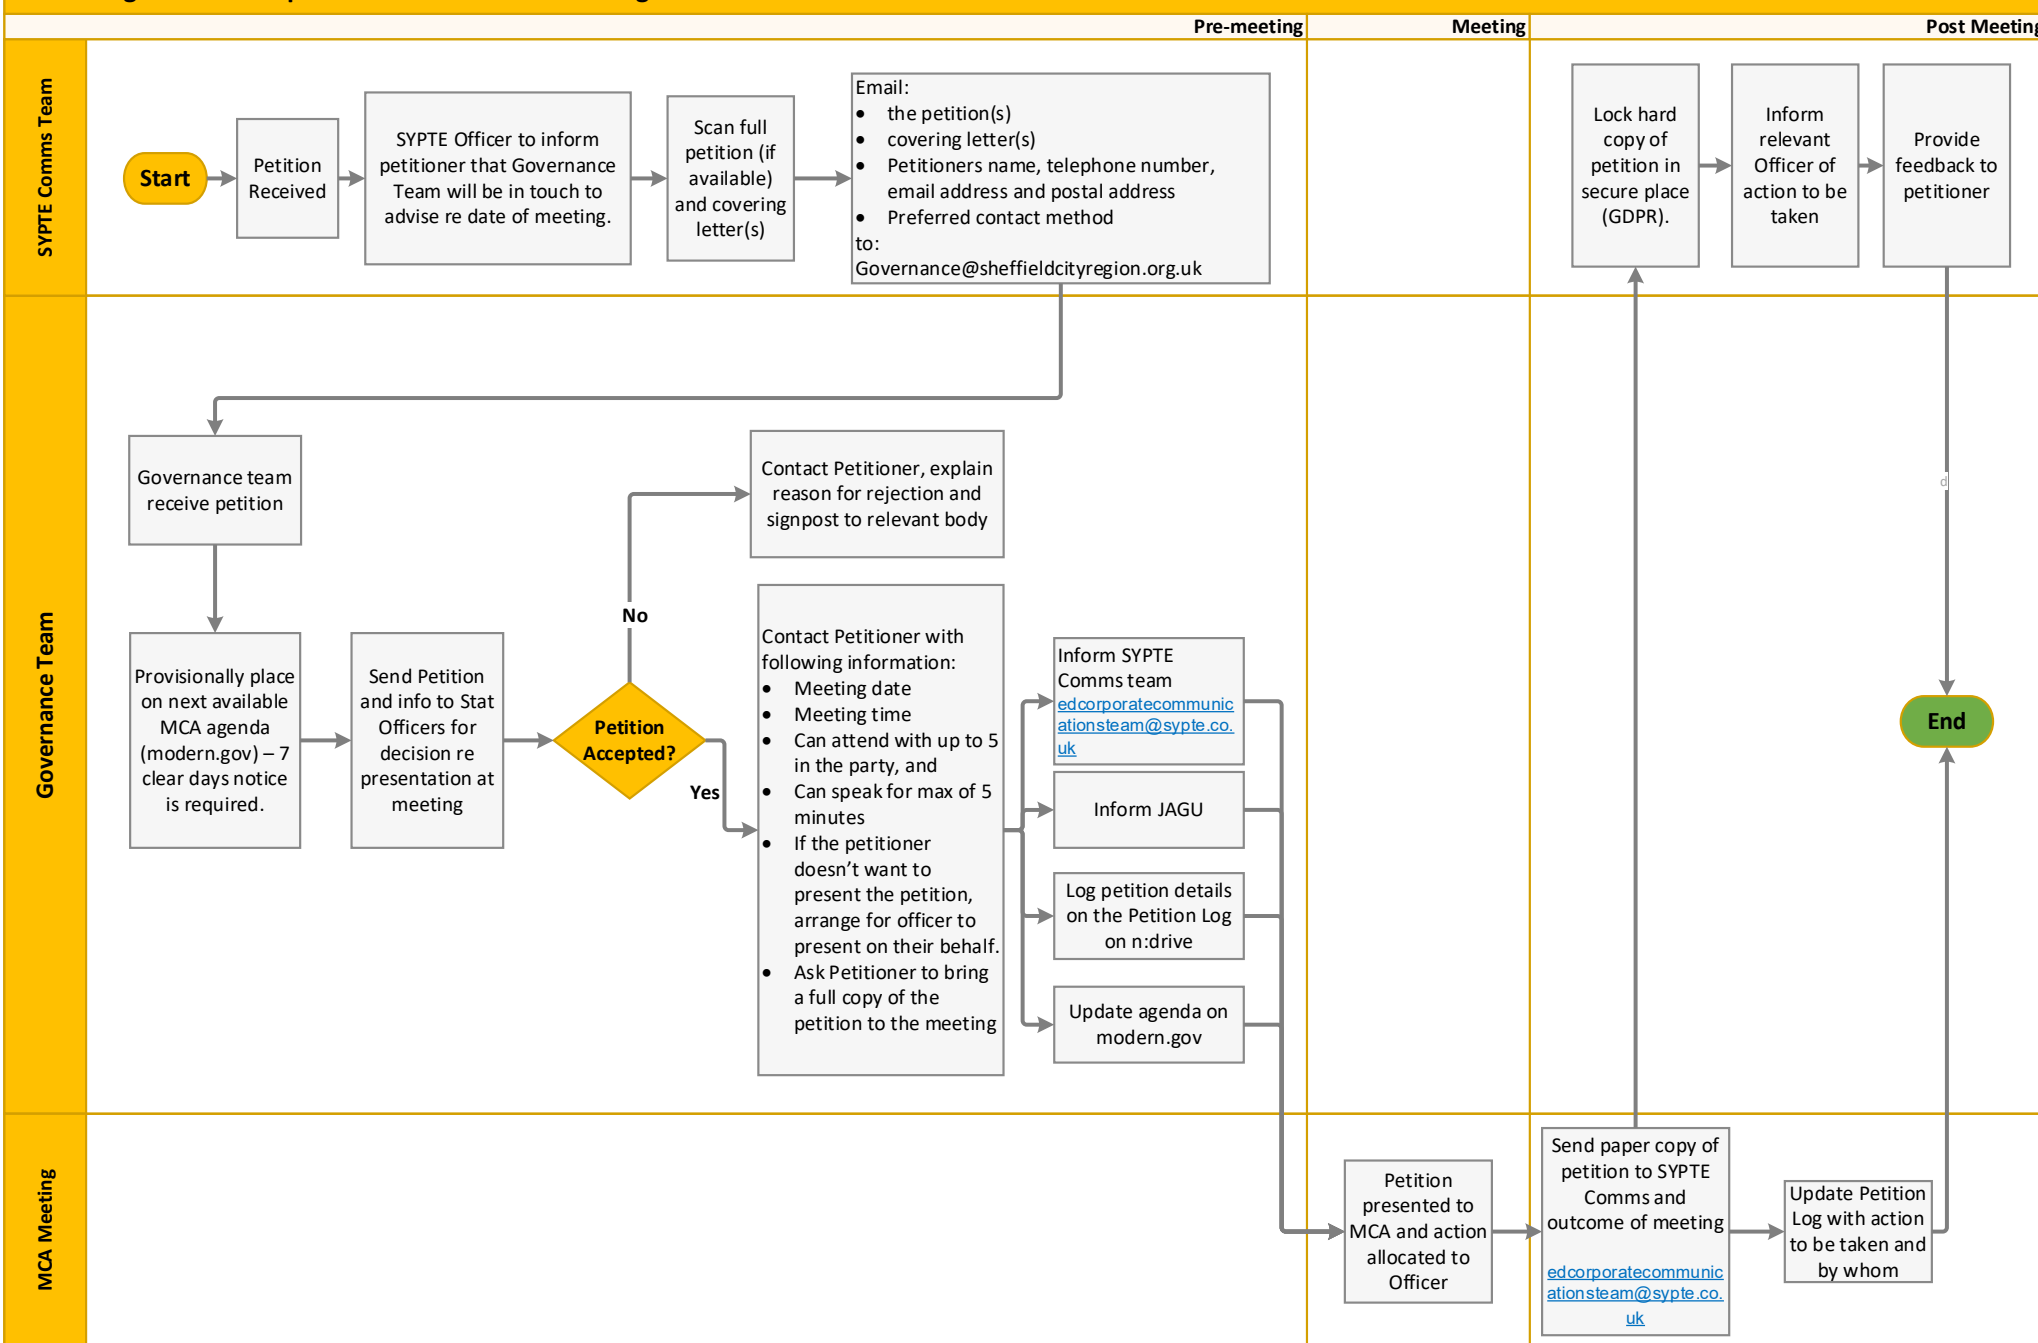 Pre-meeting
Meeting
Post Meeting
SYPTE Comms Team
Start
Petition
Received
SYPTE Officer to inform
petitioner that Governance
Team will be in touch to
advise re date of meeting.
Scan full
petition (if
available)
and covering
letter(s)
Email:
• the petition(s)
• covering letter(s)
• Petitioners name, telephone number,
email address and postal address
• Preferred contact method
to:
Governance@sheffieldcityregion.org.uk
Lock hard
copy of
petition in
secure place
(GDPR).
Inform
relevant
Officer of
action to be
taken
Provide
feedback to
petitioner
Governance Team
Governance team
receive petition
Provisionally place
on next available
MCA agenda
(modern.gov) – 7
clear days notice
is required.
Send Petition
and info to Stat
Officers for
decision re
presentation at
meeting
Petition
Accepted?
No
Contact Petitioner, explain
reason for rejection and
signpost to relevant body
Yes
Contact Petitioner with
following information:
• Meeting date
• Meeting time
• Can attend with up to 5
in the party, and
• Can speak for max of 5
minutes
• If the petitioner
doesn’t want to
present the petition,
arrange for officer to
present on their behalf.
• Ask Petitioner to bring
a full copy of the
petition to the meeting
Inform SYPTE
Comms team
edcorporatecommunic
ationsteam@sypte.co.
uk
Inform JAGU
Log petition details
on the Petition Log
on n:drive
Update agenda on
modern.gov
d
End
MCA Meeting
Petition
presented to
MCA and action
allocated to
Officer
Send paper copy of
petition to SYPTE
Comms and
outcome of meeting
edcorporatecommunic
ationsteam@sypte.co.
uk
Update Petition
Log with action
to be taken and
by whom